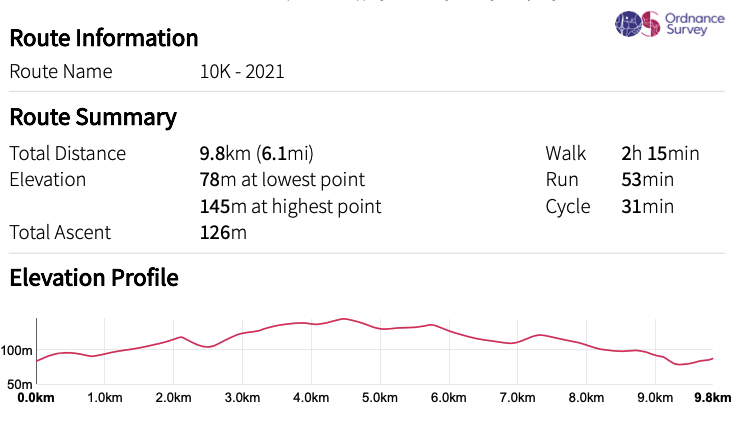 Ordnance
Survey
Route Information
Route Name 10K - 2021
Route Summary
Total Distance 9.8km (6.1mi) Walk 2h 15min
Elevation 78m at lowest point Run 53min
145m at highest point Cycle 31min
Total Ascent 126m
Elevation Profile
100m
50m
0.0km 1.0km 2.0km 3.0km 4.0km 5.0km 6.0km 7.0km 8.0km 9.0km 9.8km